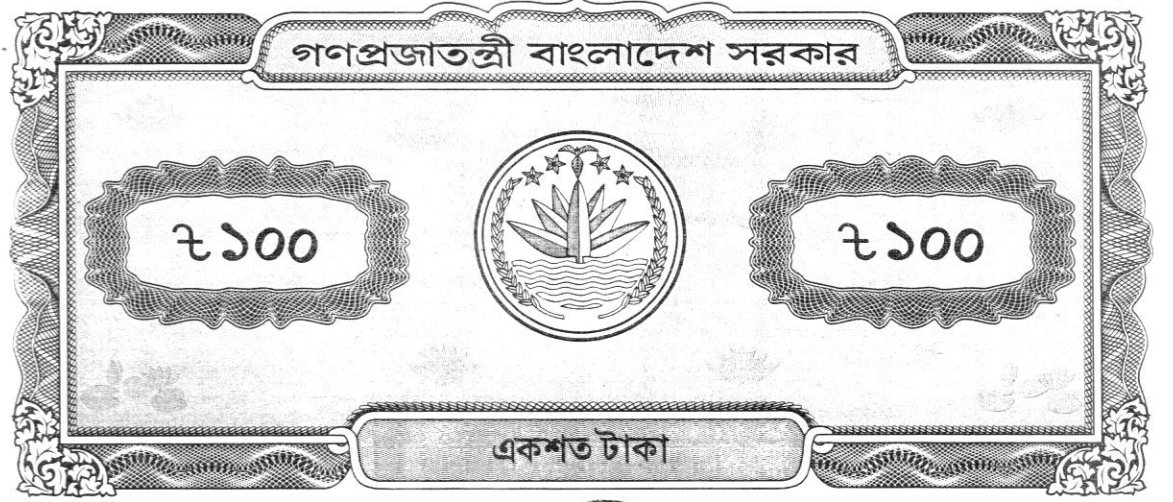 গণপ্রজাতন্ত্রী বাংলাদেশ সরকার
৳ ১০০
৳ ১০০
একশত টাকা